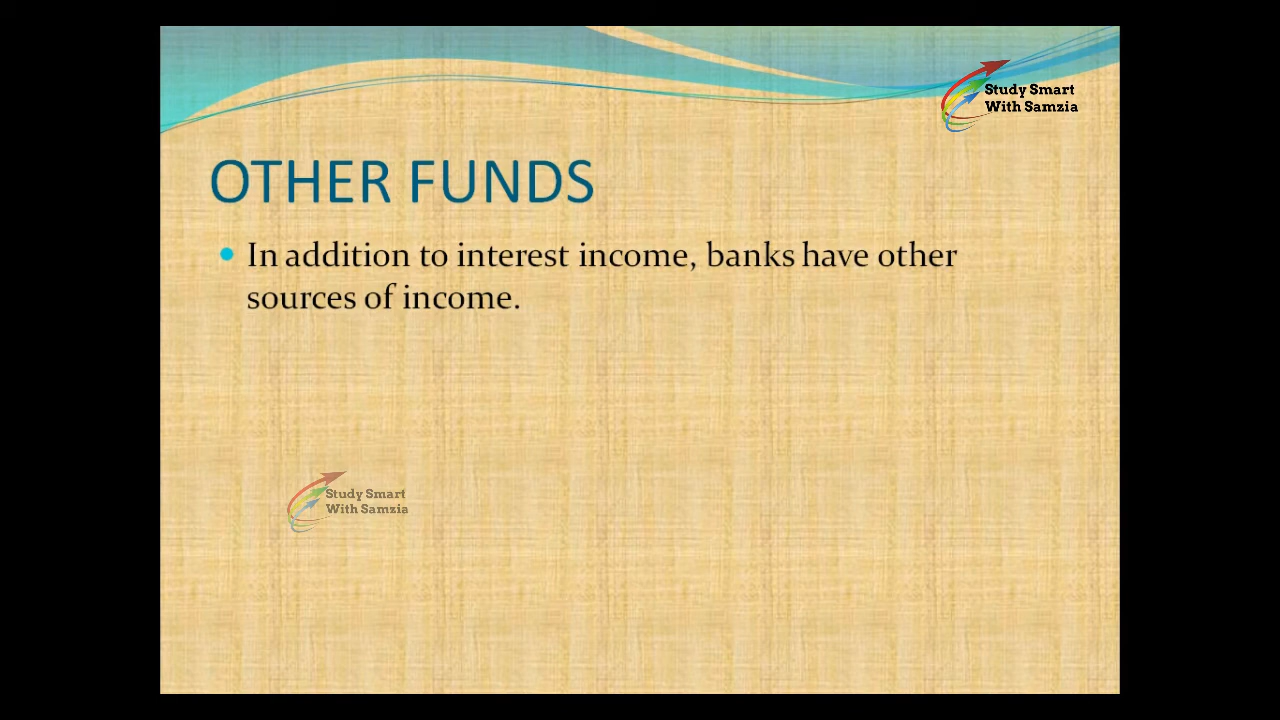 Study Smart
With Samzia
OTHER FUNDS
In addition to interest income, banks have other
sources of income.
Study Smart
With Samzia